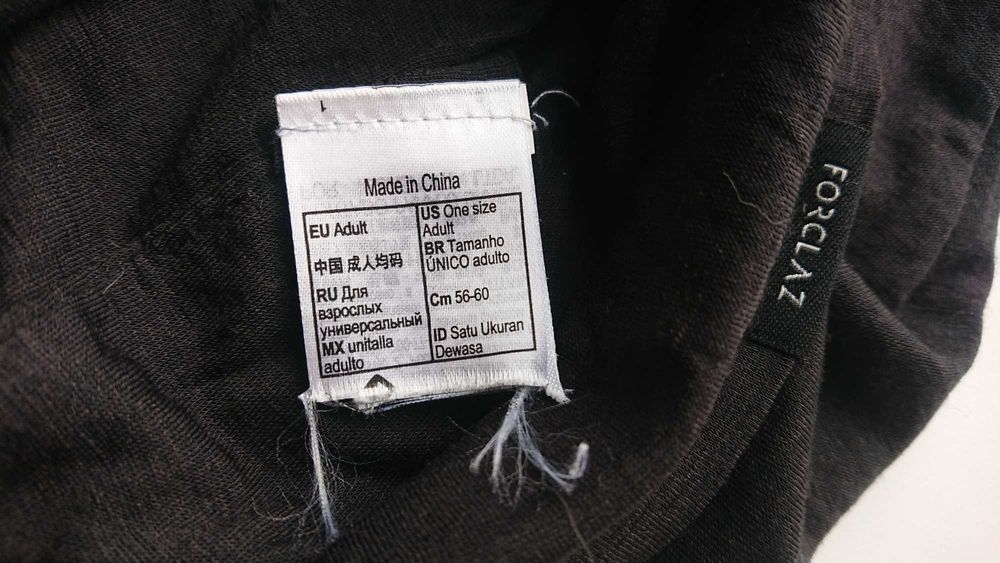 1
Made in China
EU Adult
中国 成人均码
RU Для
взрослых
универсальный
MX unitalla
adulto
US One size
Adult
BR Tamanho
ÚNICO adulto
Cm 56-60
ID Satu Ukuran
Dewasa
FORCLAZ